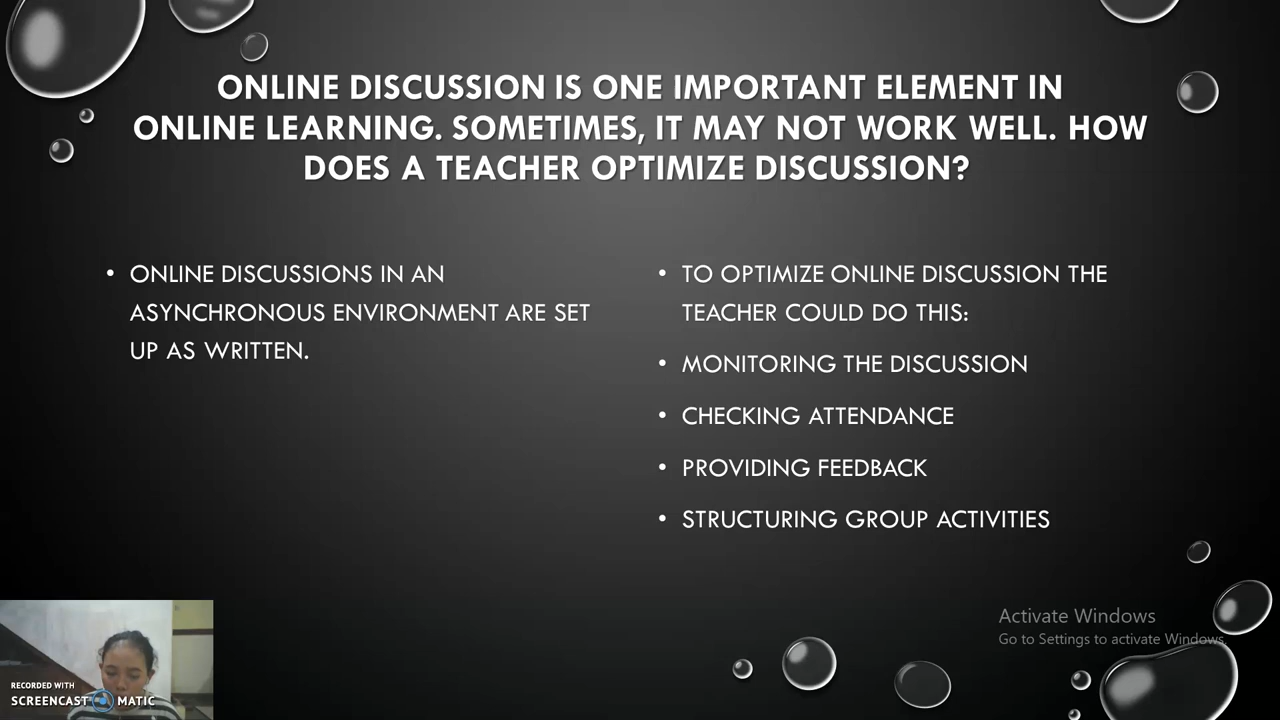 ONLINE DISCUSSION IS ONE IMPORTANT ELEMENT IN
ONLINE LEARNING. SOMETIMES, IT MAY NOT WORK WELL. HOW
DOES A TEACHER OPTIMIZE DISCUSSION?
• ONLINE DISCUSSIONS IN AN
ASYNCHRONOUS ENVIRONMENT ARE SET
UP AS WRITTEN.
• TO OPTIMIZE ONLINE DISCUSSION THE
TEACHER COULD DO THIS:
• MONITORING THE DISCUSSION
• CHECKING ATTENDANCE
• PROVIDING FEEDBACK
• STRUCTURING GROUP ACTIVITIES
Activate Windows
Go to Settings to activate Windows.
RECORDED WITH
SCREENCAST MATIC